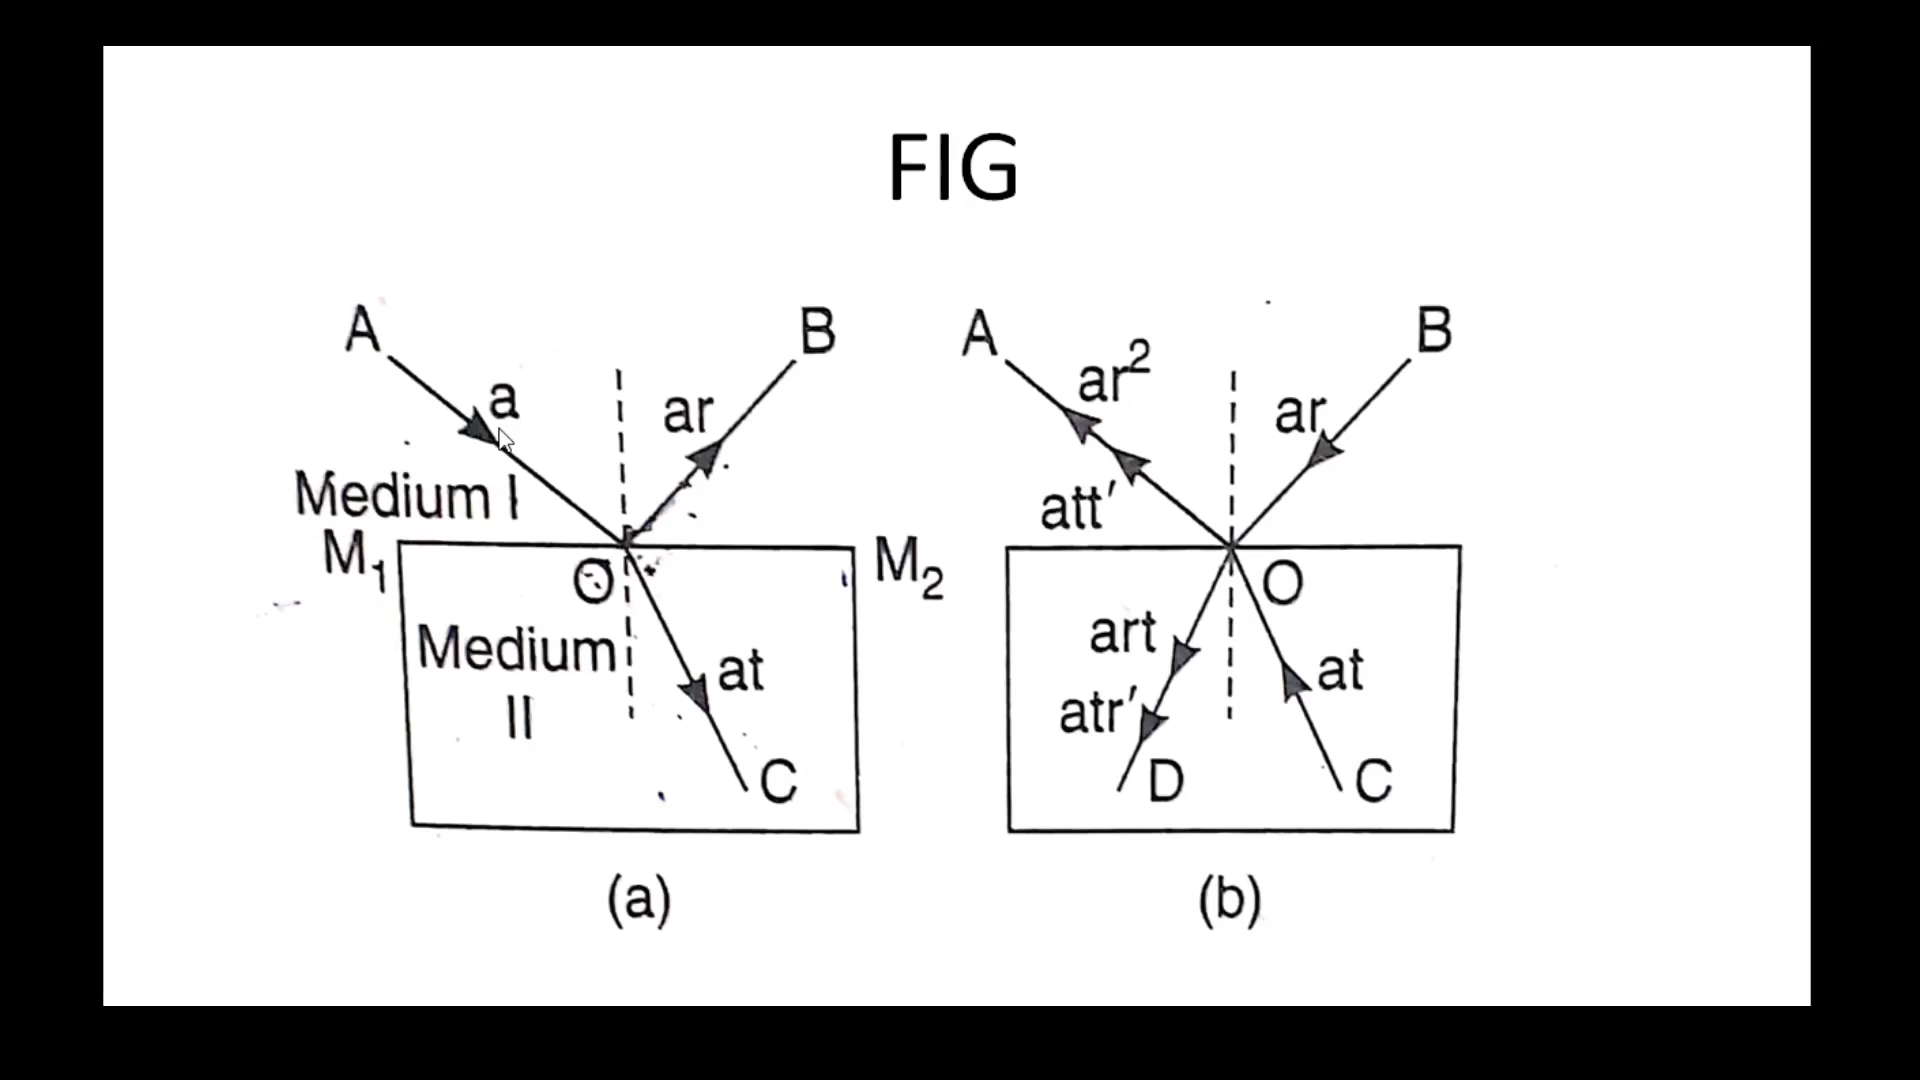 FIG
A
a
ar
B
Medium I
M₁
O
M₂
Medium
II
at
C
(a)
A
ar²
ar
B
att′
O
art
at
atr′
D
C
(b)